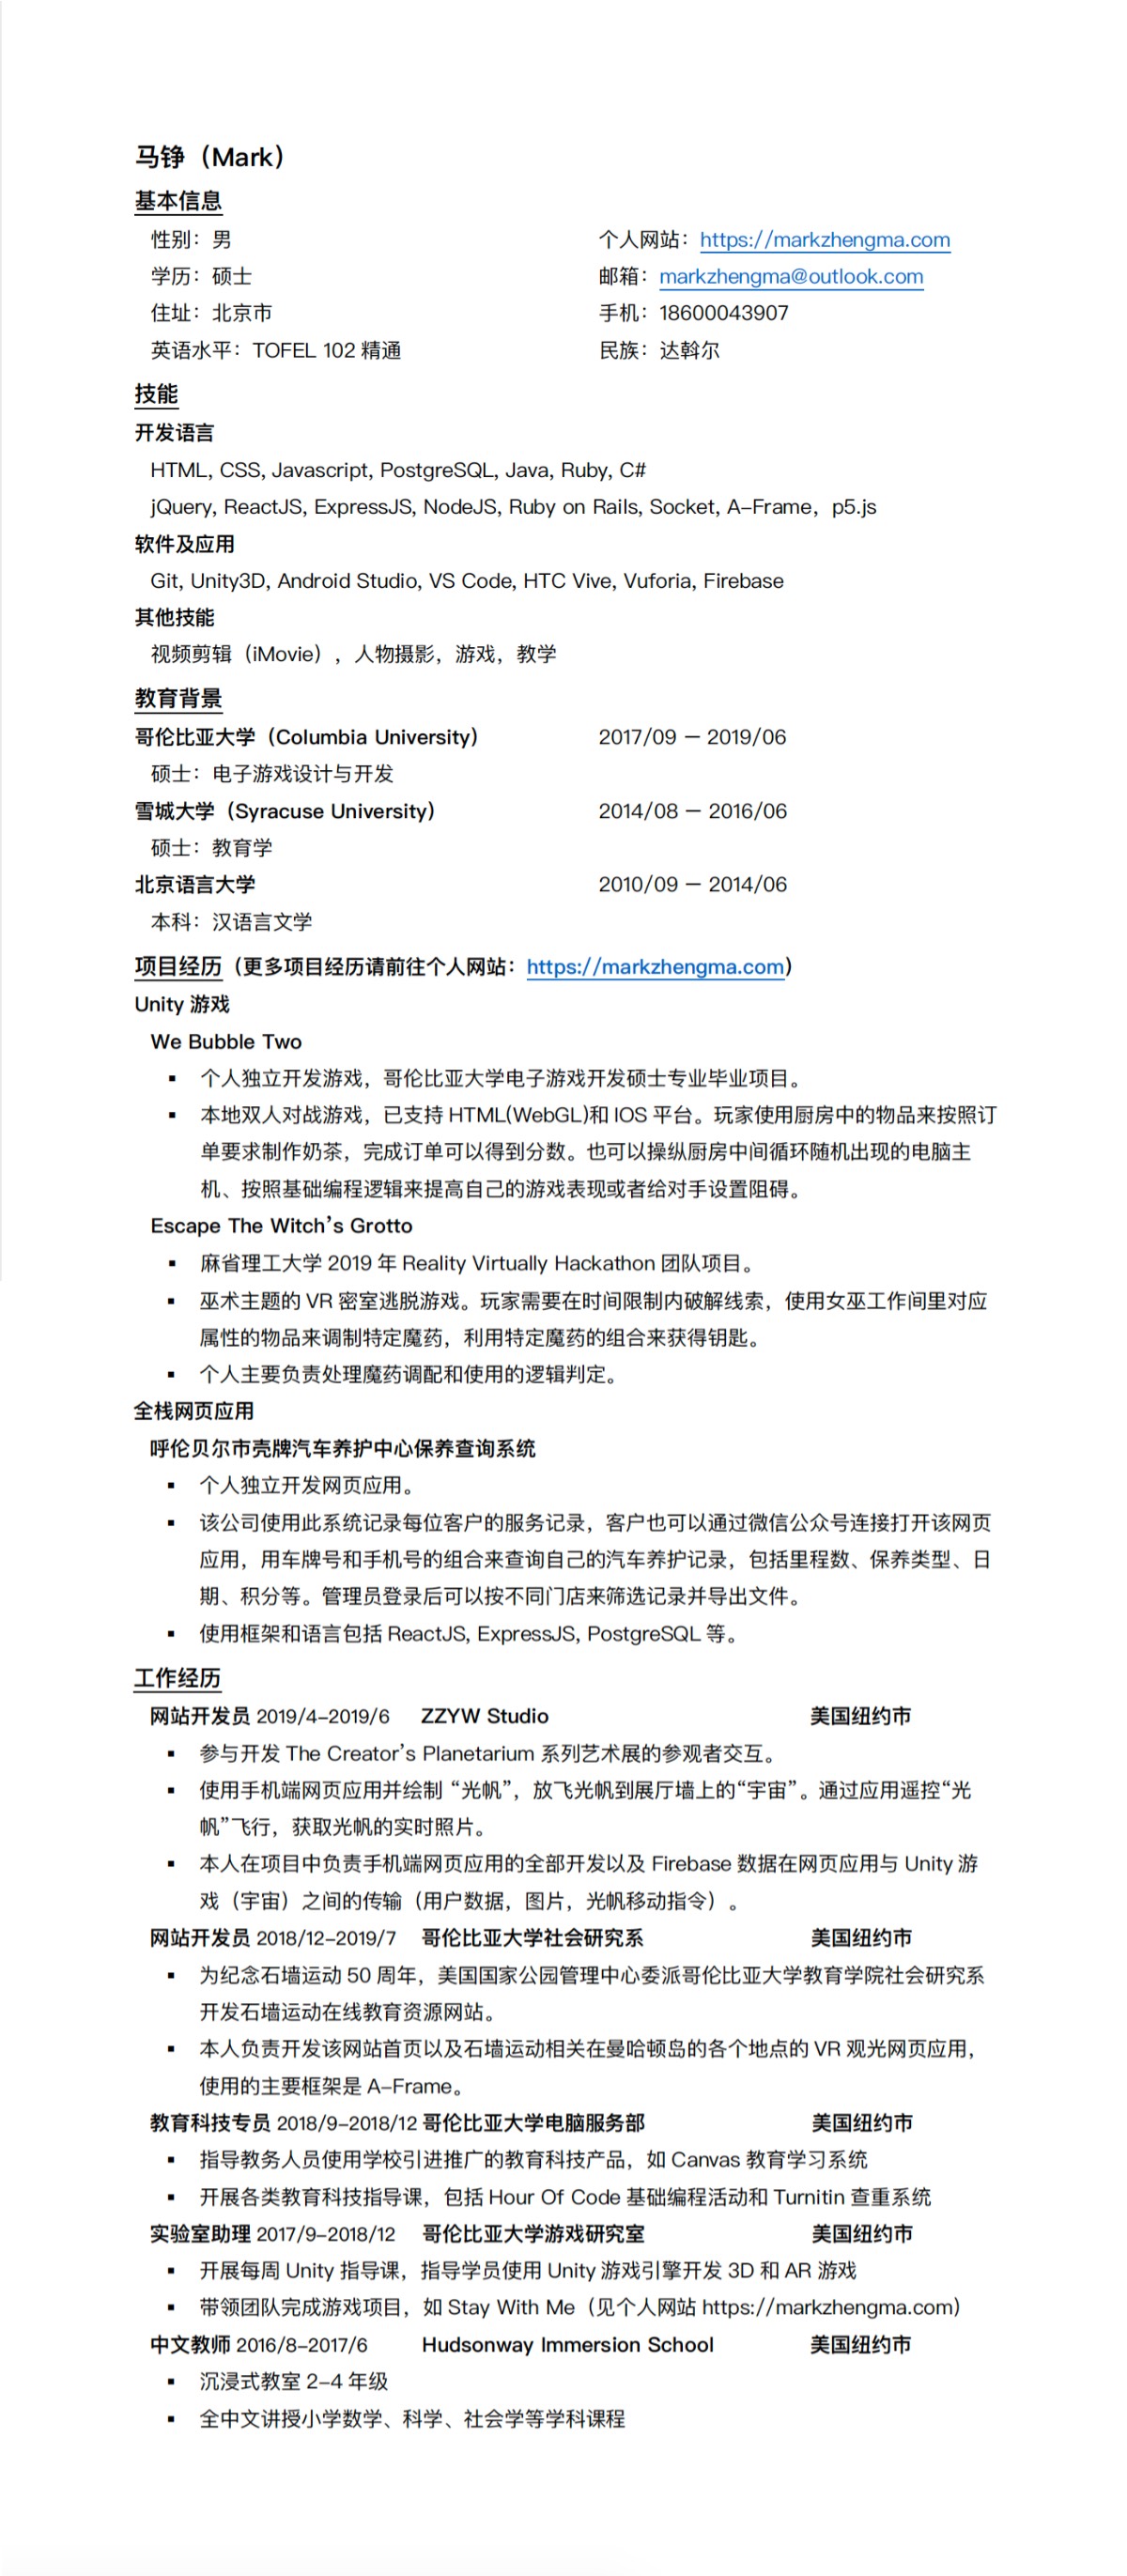 马铮（Mark）
基本信息
性别：男 个人网站：https://markzhengma.com
学历：硕士 邮箱：markzhengma@outlook.com
住址：北京市 手机：18600043907
英语水平：TOFEL 102 精通 民族：达斡尔
技能
开发语言
HTML, CSS, Javascript, PostgreSQL, Java, Ruby, C#
jQuery, ReactJS, ExpressJS, NodeJS, Ruby on Rails, Socket, A-Frame，p5.js
软件及应用
Git, Unity3D, Android Studio, VS Code, HTC Vive, Vuforia, Firebase
其他技能
视频剪辑（iMovie），人物摄影，游戏，教学
教育背景
哥伦比亚大学（Columbia University） 2017/09 — 2019/06
硕士：电子游戏设计与开发
雪城大学（Syracuse University） 2014/08 — 2016/06
硕士：教育学
北京语言大学 2010/09 — 2014/06
本科：汉语言文学
项目经历（更多项目经历请前往个人网站：https://markzhengma.com）
Unity 游戏
We Bubble Two
▪ 个人独立开发游戏，哥伦比亚大学电子游戏开发硕士专业毕业项目。
▪ 本地双人对战游戏，已支持 HTML(WebGL)和 IOS 平台。玩家使用厨房中的物品来按照订
单要求制作奶茶，完成订单可以得到分数。也可以操纵厨房中间循环随机出现的电脑主
机、按照基础编程逻辑来提高自己的游戏表现或者给对手设置阻碍。
Escape The Witch’s Grotto
▪ 麻省理工大学 2019 年 Reality Virtually Hackathon 团队项目。
▪ 巫术主题的 VR 密室逃脱游戏。玩家需要在时间限制内破解线索，使用女巫工作间里对应
属性的物品来调制特定魔药，利用特定魔药的组合来获得钥匙。
▪ 个人主要负责处理魔药调配和使用的逻辑判定。
全栈网页应用
呼伦贝尔市壳牌汽车养护中心保养查询系统
▪ 个人独立开发网页应用。
▪ 该公司使用此系统记录每位客户的服务记录，客户也可以通过微信公众号连接打开该网页
应用，用车牌号和手机号的组合来查询自己的汽车养护记录，包括里程数、保养类型、日
期、积分等。管理员登录后可以按不同门店来筛选记录并导出文件。
▪ 使用框架和语言包括 ReactJS, ExpressJS, PostgreSQL 等。
工作经历
网站开发员 2019/4-2019/6 ZZYW Studio 美国纽约市
▪ 参与开发 The Creator’s Planetarium 系列艺术展的参观者交互。
▪ 使用手机端网页应用并绘制 “光帆”，放飞光帆到展厅墙上的“宇宙”。通过应用遥控“光
帆”飞行，获取光帆的实时照片。
▪ 本人在项目中负责手机端网页应用的全部开发以及 Firebase 数据在网页应用与 Unity 游
戏（宇宙）之间的传输（用户数据，图片，光帆移动指令）。
网站开发员 2018/12-2019/7 哥伦比亚大学社会研究系 美国纽约市
▪ 为纪念石墙运动 50 周年，美国国家公园管理中心委派哥伦比亚大学教育学院社会研究系
开发石墙运动在线教育资源网站。
▪ 本人负责开发该网站首页以及石墙运动相关在曼哈顿岛的各个地点的 VR 观光网页应用，
使用的主要框架是 A-Frame。
教育科技专员 2018/9-2018/12 哥伦比亚大学电脑服务部 美国纽约市
▪ 指导教务人员使用学校引进推广的教育科技产品，如 Canvas 教育学习系统
▪ 开展各类教育科技指导课，包括 Hour Of Code 基础编程活动和 Turnitin 查重系统
实验室助理 2017/9-2018/12 哥伦比亚大学游戏研究室 美国纽约市
▪ 开展每周 Unity 指导课，指导学员使用 Unity 游戏引擎开发 3D 和 AR 游戏
▪ 带领团队完成游戏项目，如 Stay With Me（见个人网站 https://markzhengma.com）
中文教师 2016/8-2017/6 Hudsonway Immersion School 美国纽约市
▪ 沉浸式教室 2-4 年级
▪ 全中文讲授小学数学、科学、社会学等学科课程